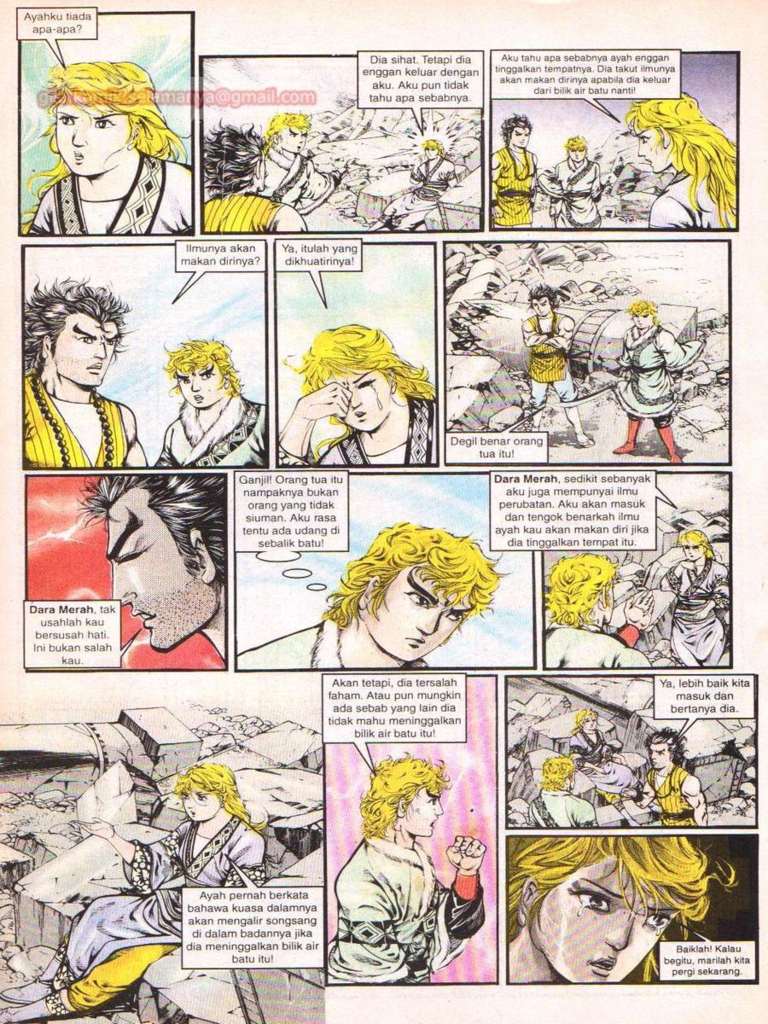 Ayahku tiada
apa-apa?
Dia sihat. Tetapi dia
enggan keluar dengan
aku. Aku pun tidak
tahu apa sebabnya.
Aku tahu apa sebabnya ayah enggan
tinggalkan tempatnya. Dia takut ilmunya
akan makan dirinya apabila dia keluar
dari bilik air batu nanti!
Ilmunya akan
makan dirinya?
Ya, itulah yang
dikhuatirinya!
Degil benar orang
tua itu!
Dara Merah, tak
usahlah kau
bersusah hati.
Ini bukan salah
kau.
Ganjil! Orang tua itu
nampaknya bukan
orang yang tidak
siuman. Aku rasa
tentu ada udang di
sebalik batu!
Dara Merah, sedikit sebanyak
aku juga mempunyai ilmu
perubatan. Aku akan masuk
dan tengok benarkah ilmu
ayah kau akan makan diri jika
dia tinggalkan tempat itu.
Ayah pernah berkata
bahawa kuasa dalamnya
akan mengalir songsang
di dalam badannya jika
dia meninggalkan bilik air
batu itu!
Akan tetapi, dia tersalah
faham. Atau pun mungkin
ada sebab yang lain dia
tidak mahu meninggalkan
bilik air batu itu!
Ya, lebih baik kita
masuk dan
bertanya dia.
Baiklah! Kalau
begitu, marilah kita
pergi sekarang.